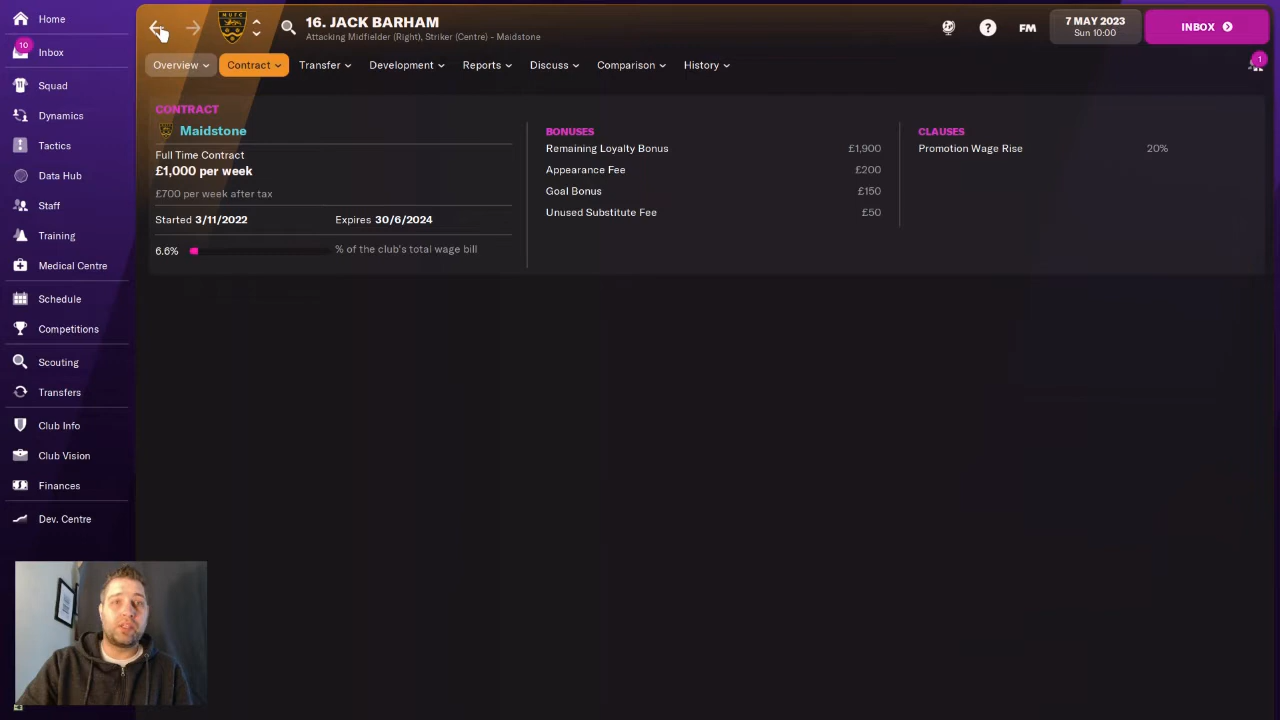 Home
10
Inbox
Squad
Dynamics
Tactics
Data Hub
Staff
Training
Medical Centre
Schedule
Competitions
Scouting
Transfers
Club Info
Club Vision
Finances
Dev. Centre
16. JACK BARHAM
Attacking Midfielder (Right), Striker (Centre) - Maidstone
FM
7 MAY 2023
Sun 10:00
INBOX
Overview
Contract
Transfer
Development
Reports
Discuss
Comparison
History
1
CONTRACT
Maidstone
Full Time Contract
£1,000 per week
£700 per week after tax
Started 3/11/2022
Expires 30/6/2024
6.6%
% of the club's total wage bill
BONUSES
Remaining Loyalty Bonus £1,900
Appearance Fee £200
Goal Bonus £150
Unused Substitute Fee £50
CLAUSES
Promotion Wage Rise 20%